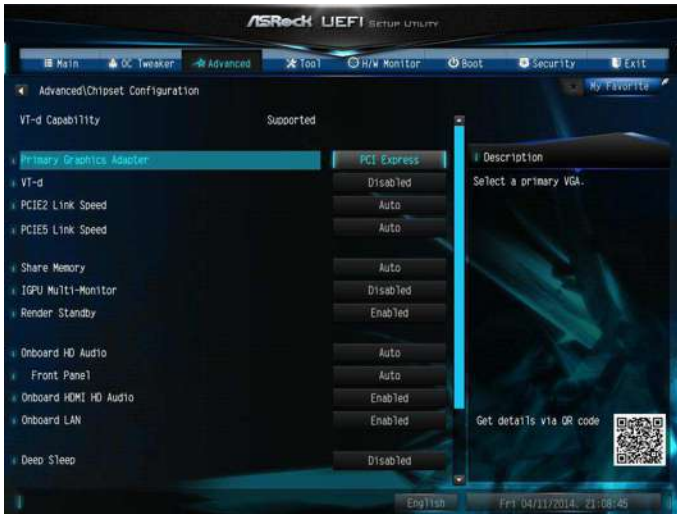 ASRock UEFI SETUP UTILITY
Main OC Tweaker Advanced Tool H/W Monitor Boot Security Exit
Advanced\Chipset Configuration My Favorite
VT-d Capability Supported
Primary Graphics Adapter PCI Express
VT-d Disabled
PCIE2 Link Speed Auto
PCIE5 Link Speed Auto
Share Memory Auto
IGPU Multi-Monitor Disabled
Render Standby Enabled
Onboard HD Audio Auto
Front Panel Auto
Onboard HDMI HD Audio Enabled
Onboard LAN Enabled
Deep Sleep Disabled
Description
Select a primary VGA.
Get details via QR code
English Fri 04/11/2014, 21:08:45